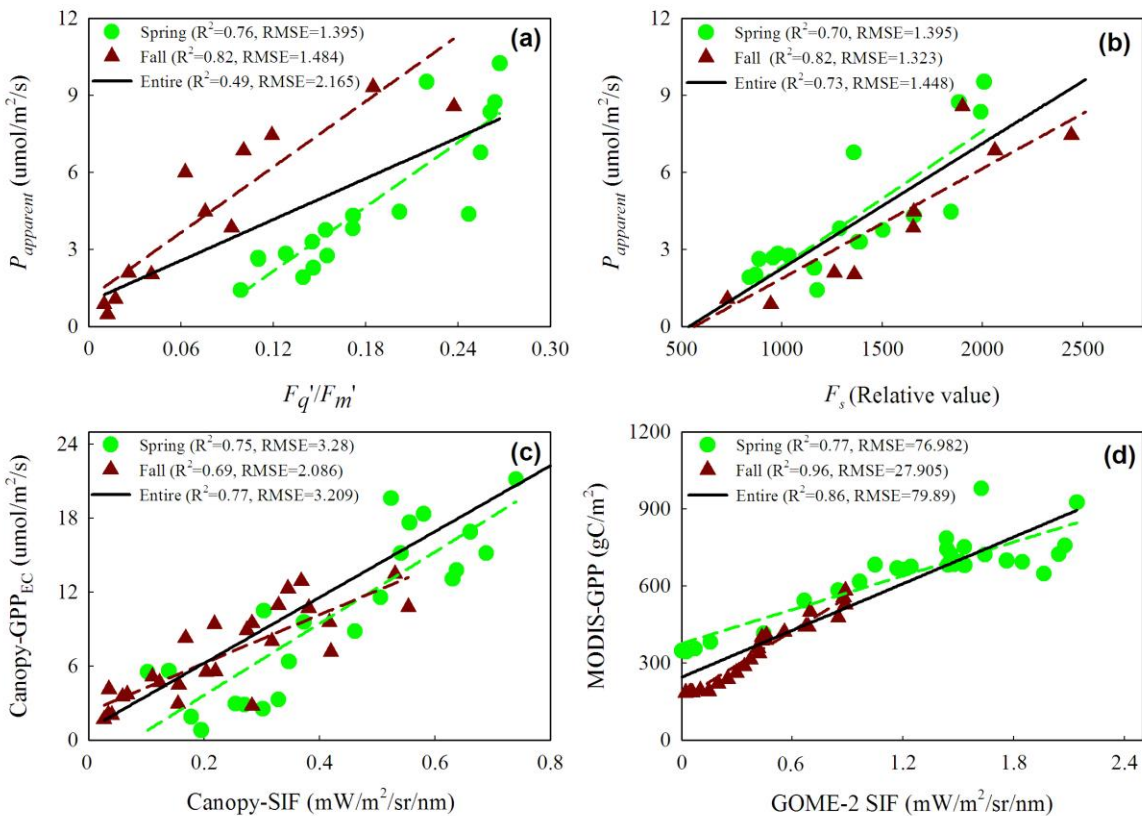 (a)
Spring (R²=0.76, RMSE=1.395)
Fall (R²=0.82, RMSE=1.484)
Entire (R²=0.49, RMSE=2.165)
P_apparent (umol/m²/s)
12
9
6
3
0
0 0.06 0.12 0.18 0.24 0.30
F_q'/F_m'
(b)
Spring (R²=0.70, RMSE=1.395)
Fall (R²=0.82, RMSE=1.323)
Entire (R²=0.73, RMSE=1.448)
P_apparent (umol/m²/s)
12
9
6
3
0
500 1000 1500 2000 2500
F_s (Relative value)
(c)
Spring (R²=0.75, RMSE=3.28)
Fall (R²=0.69, RMSE=2.086)
Entire (R²=0.77, RMSE=3.209)
Canopy-GPP_EC (umol/m²/s)
24
18
12
6
0
0 0.2 0.4 0.6 0.8
Canopy-SIF (mW/m²/sr/nm)
(d)
Spring (R²=0.77, RMSE=76.982)
Fall (R²=0.96, RMSE=27.905)
Entire (R²=0.86, RMSE=79.89)
MODIS-GPP (gC/m²)
1200
900
600
300
0
0 0.6 1.2 1.8 2.4
GOME-2 SIF (mW/m²/sr/nm)